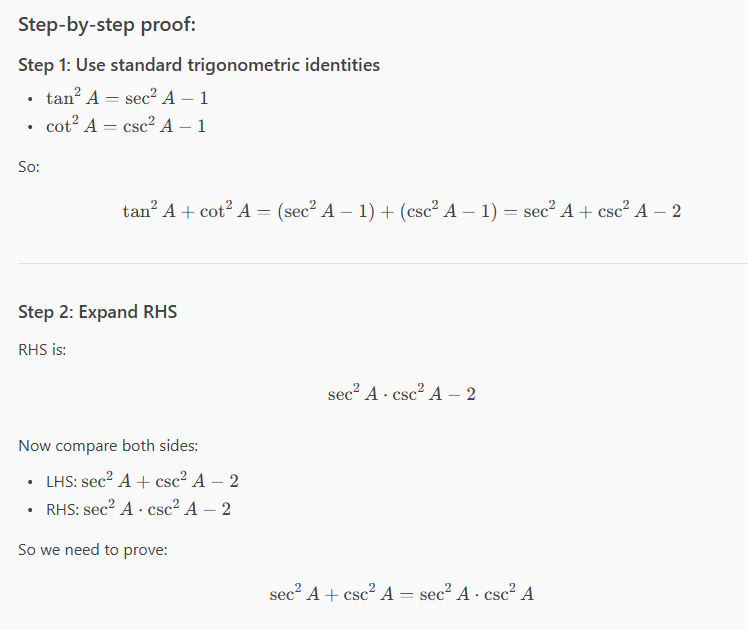 Step-by-step proof:
Step 1: Use standard trigonometric identities
• tan² A = sec² A − 1
• cot² A = csc² A − 1
So:
tan² A + cot² A = (sec² A − 1) + (csc² A − 1) = sec² A + csc² A − 2
Step 2: Expand RHS
RHS is:
sec² A · csc² A − 2
Now compare both sides:
• LHS: sec² A + csc² A − 2
• RHS: sec² A · csc² A − 2
So we need to prove:
sec² A + csc² A = sec² A · csc² A